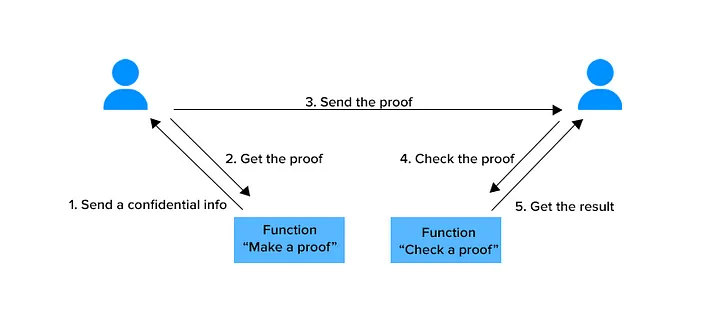 3. Send the proof
2. Get the proof
4. Check the proof
1. Send a confidential info
5. Get the result
Function
“Make a proof”
Function
“Check a proof”